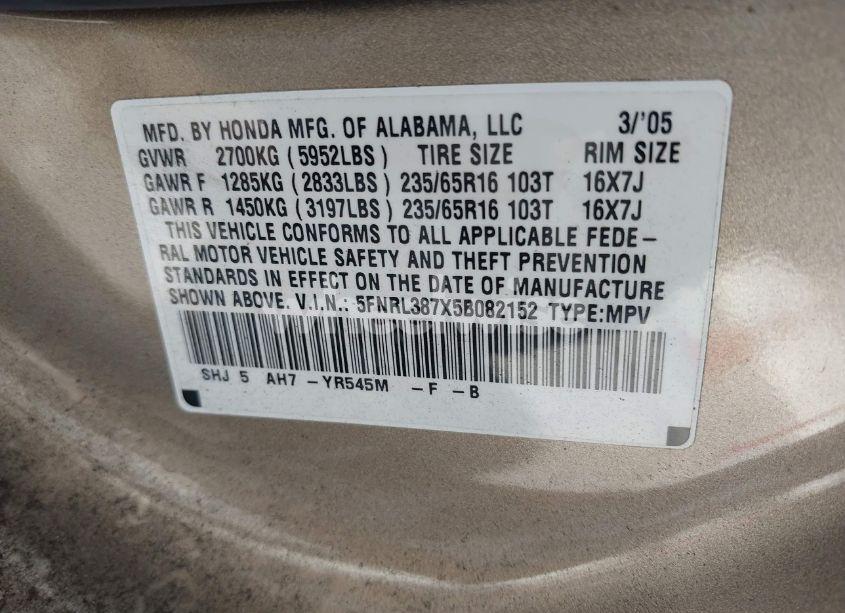 MFD. BY HONDA MFG. OF ALABAMA, LLC 3/'05
GVWR 2700KG (5952LBS) TIRE SIZE RIM SIZE
GAWR F 1285KG (2833LBS) 235/65R16 103T 16X7J
GAWR R 1450KG (3197LBS) 235/65R16 103T 16X7J
THIS VEHICLE CONFORMS TO ALL APPLICABLE FEDE-
RAL MOTOR VEHICLE SAFETY AND THEFT PREVENTION
STANDARDS IN EFFECT ON THE DATE OF MANUFACTURE
SHOWN ABOVE. V.I.N.: 5FNRL387X5B082152 TYPE:MPV
SHJ 5 AH7 -YR545M -F -B